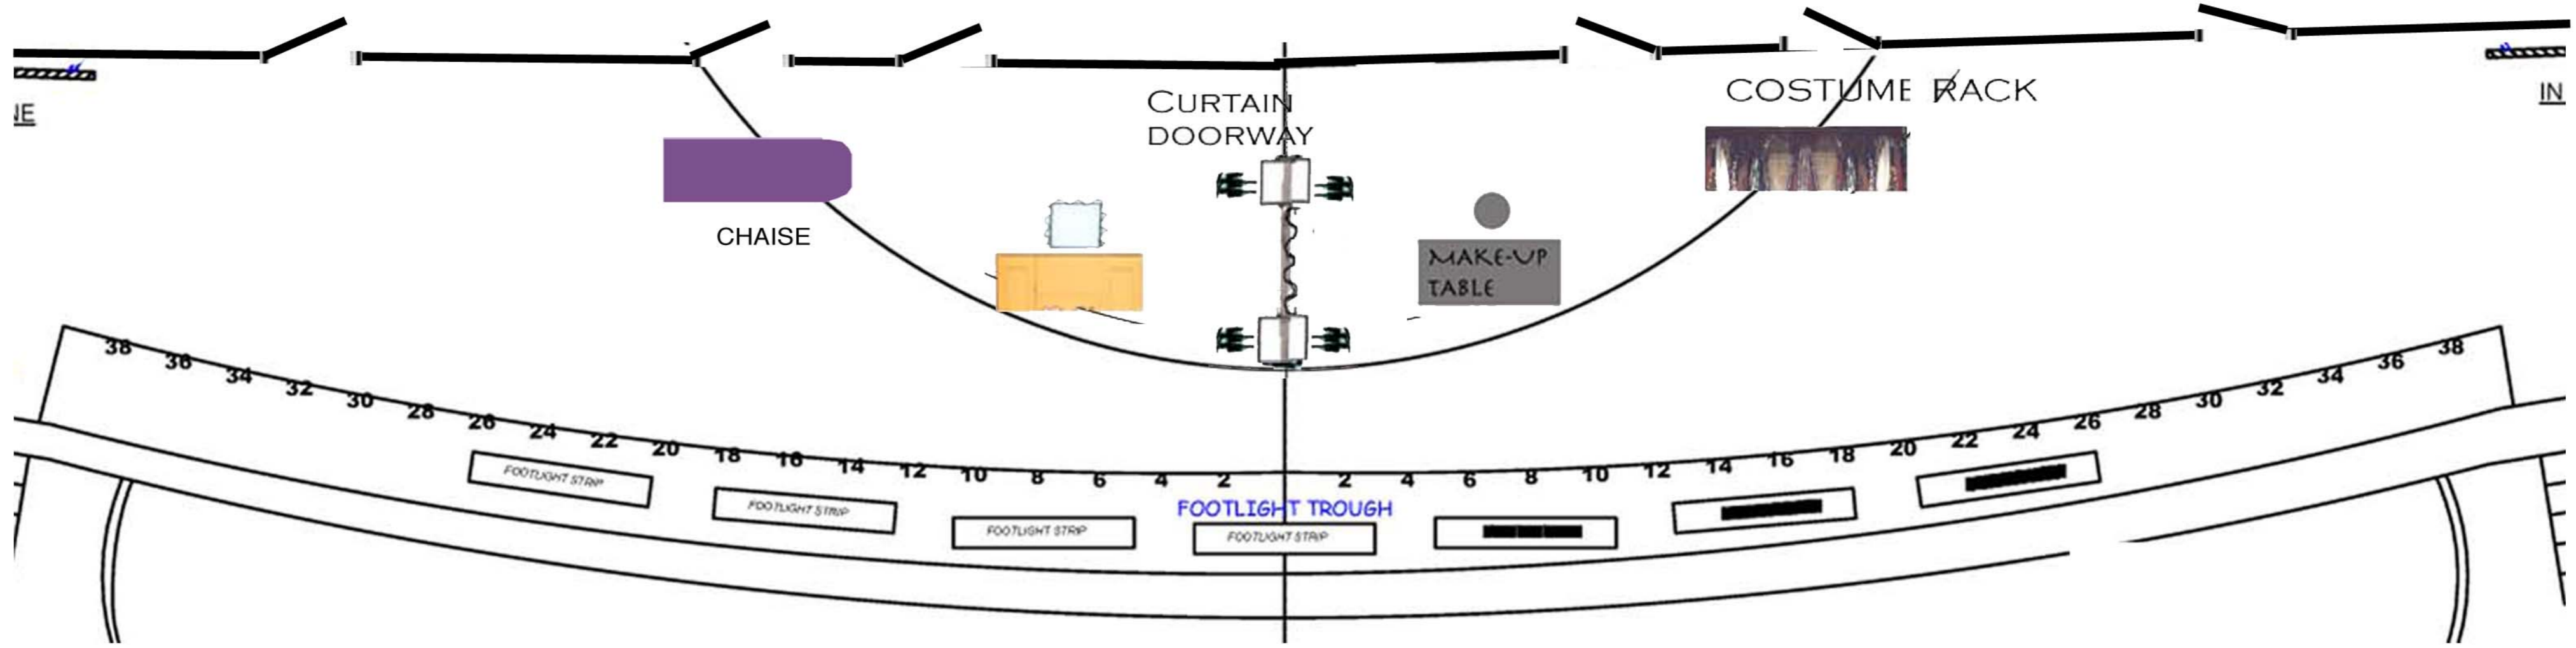 CURTAIN
DOORWAY
COSTUME RACK
NE
IN
CHAISE
MAKE-UP
TABLE
38 36 34 32 30 28 26 24 22 20 18 16 14 12 10 8 6 4 2 2 4 6 8 10 12 14 16 18 20 22 24 26 28 30 32 34 36 38
FOOTLIGHT TROUGH
FOOTLIGHT STRIP
FOOTLIGHT STRIP
FOOTLIGHT STRIP
FOOTLIGHT STRIP